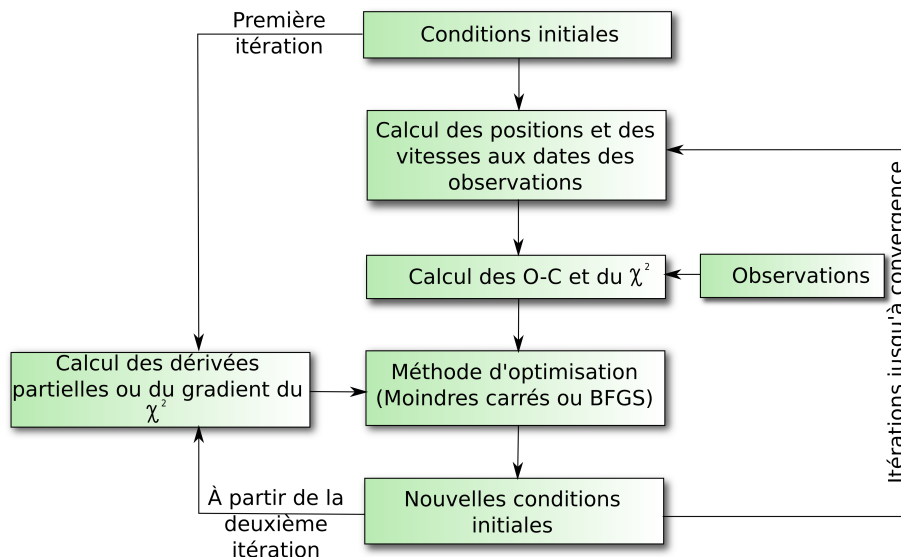 Première
itération
Conditions initiales
Calcul des positions et des
vitesses aux dates des
observations
Calcul des O-C et du χ²
Observations
Itérations jusqu'à convergence
Calcul des dérivées
partielles ou du gradient du
χ²
Méthode d'optimisation
(Moindres carrés ou BFGS)
À partir de la
deuxième
itération
Nouvelles conditions
initiales